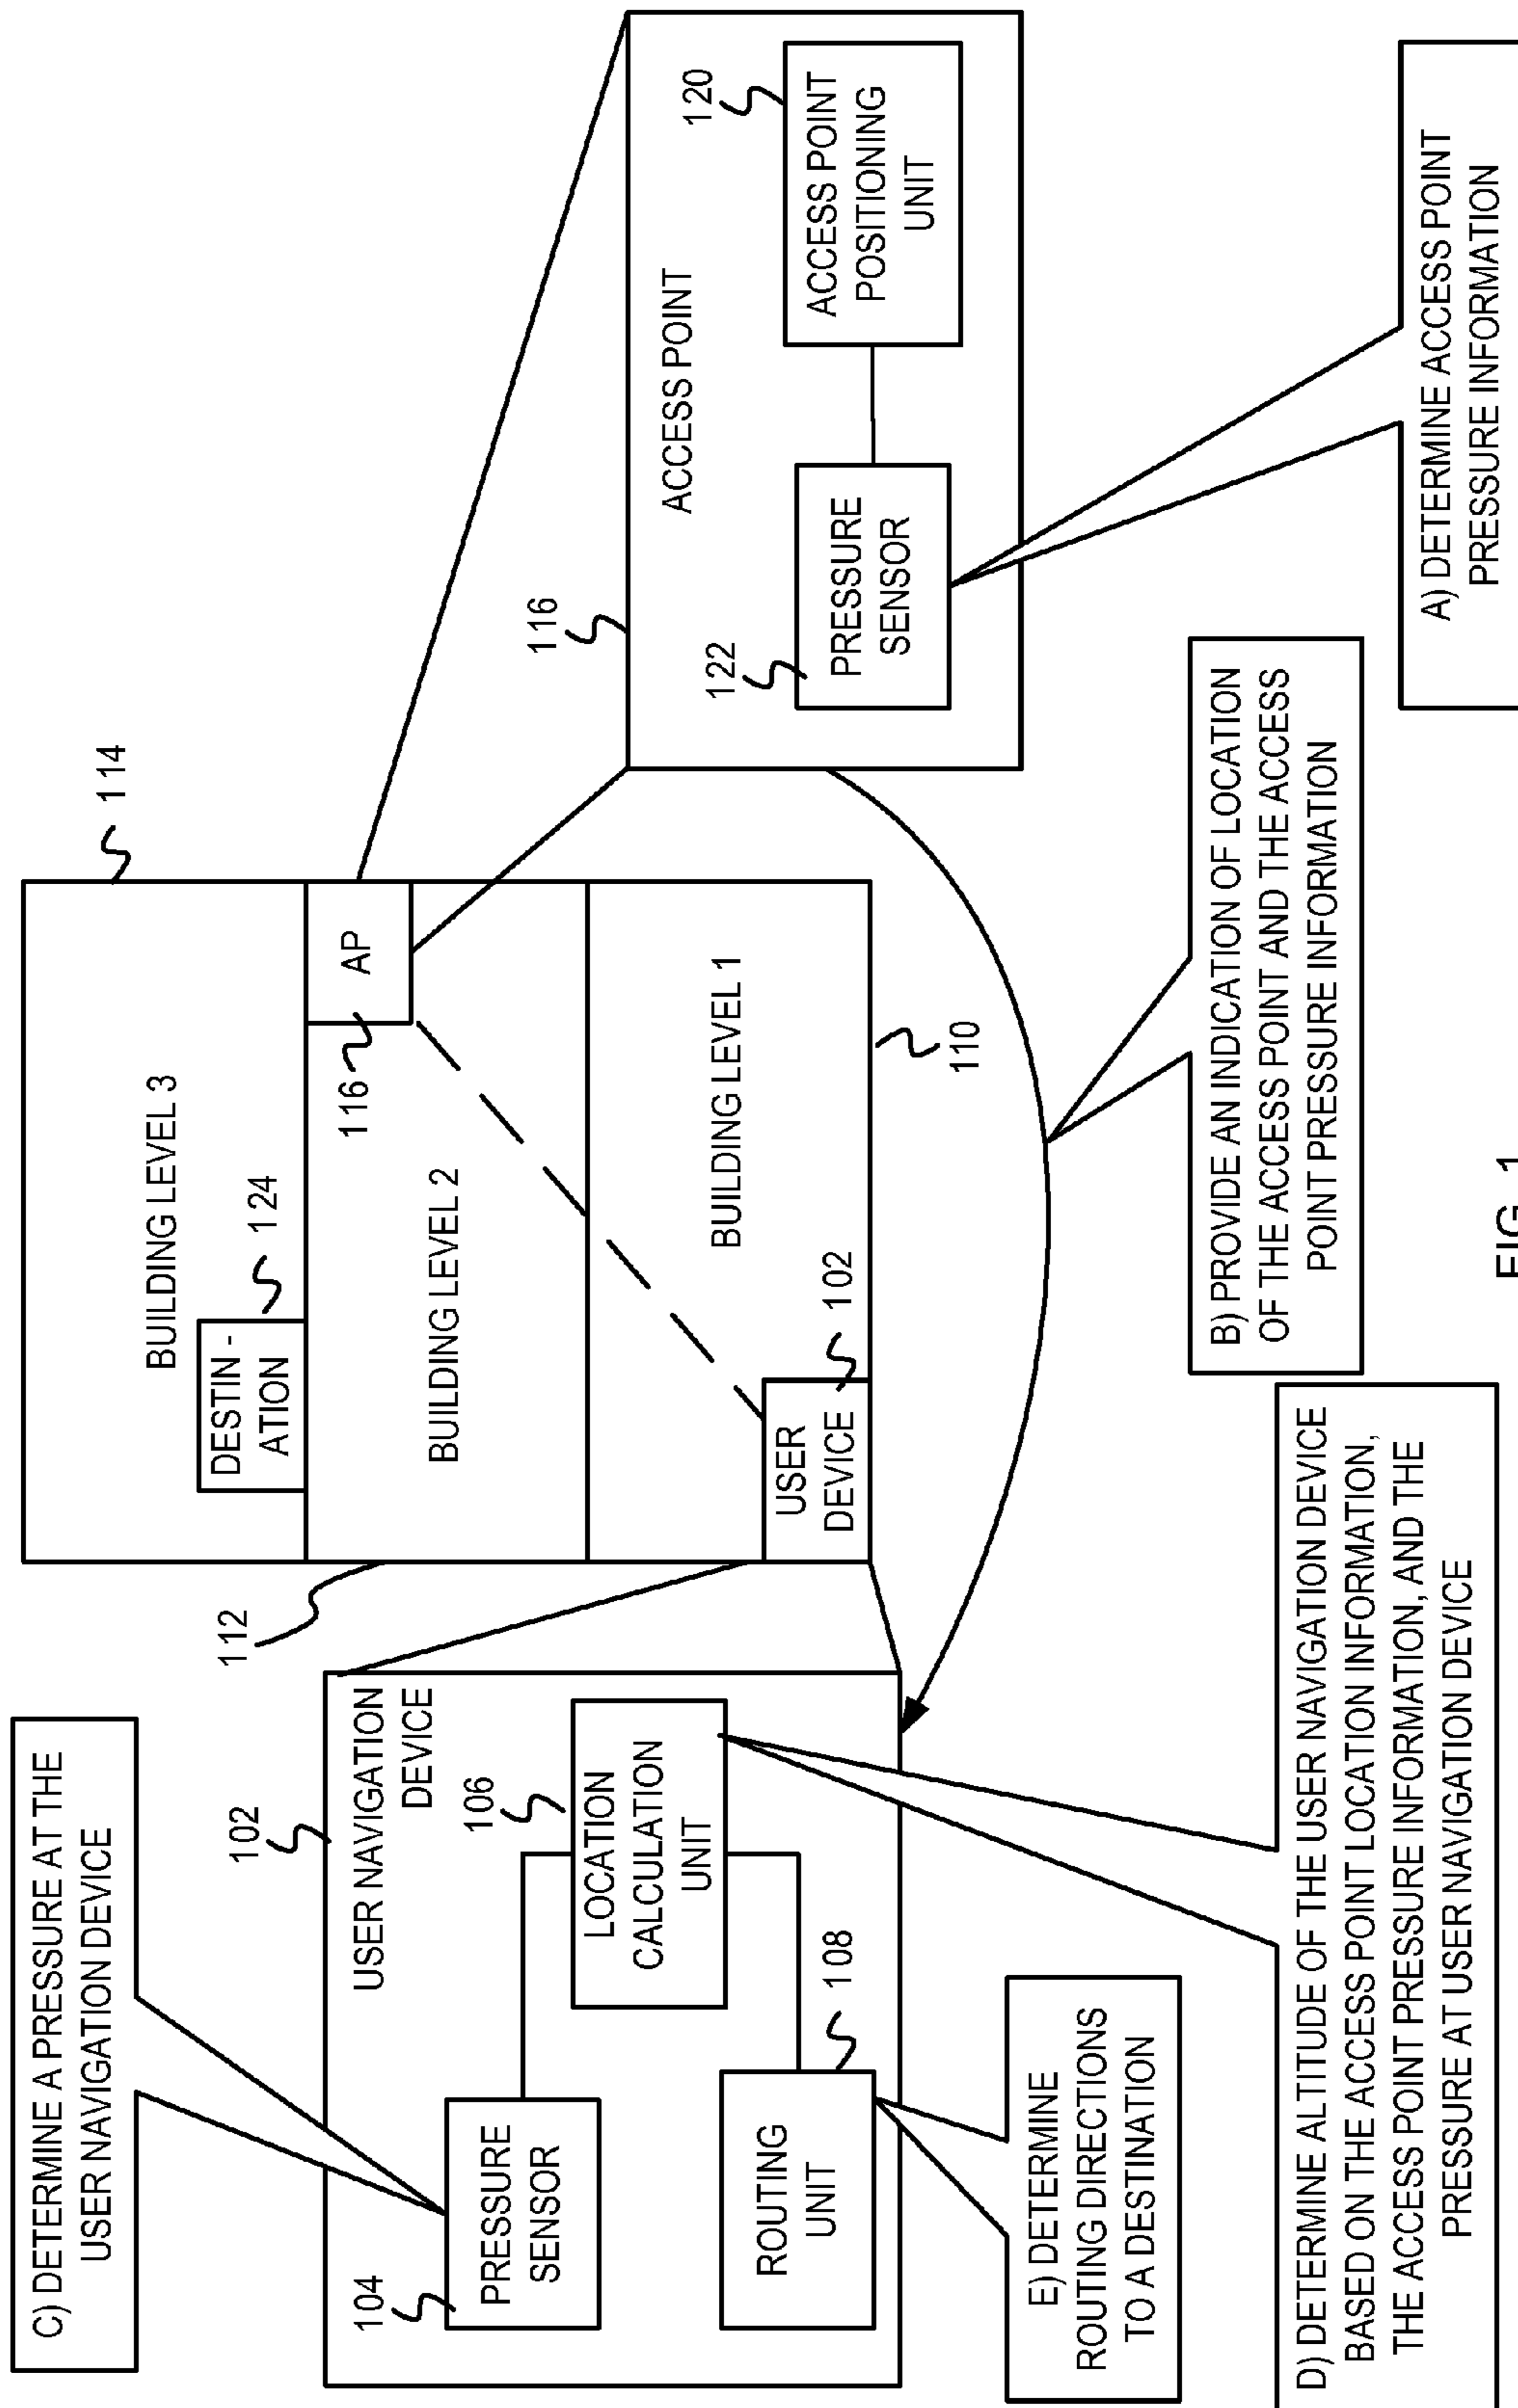 C) DETERMINE A PRESSURE AT THE
USER NAVIGATION DEVICE
102
USER NAVIGATION
DEVICE
104
PRESSURE
SENSOR
106
LOCATION
CALCULATION
UNIT
108
ROUTING
UNIT
E) DETERMINE
ROUTING DIRECTIONS
TO A DESTINATION
D) DETERMINE ALTITUDE OF THE USER NAVIGATION DEVICE
BASED ON THE ACCESS POINT LOCATION INFORMATION,
THE ACCESS POINT PRESSURE INFORMATION, AND THE
PRESSURE AT USER NAVIGATION DEVICE
114
BUILDING LEVEL 3
DESTIN -
ATION
124
112
BUILDING LEVEL 2
AP
116
BUILDING LEVEL 1
USER
DEVICE
102
110
B) PROVIDE AN INDICATION OF LOCATION
OF THE ACCESS POINT AND THE ACCESS
POINT PRESSURE INFORMATION
116
ACCESS POINT
122
PRESSURE
SENSOR
120
ACCESS POINT
POSITIONING
UNIT
A) DETERMINE ACCESS POINT
PRESSURE INFORMATION
FIG. 1